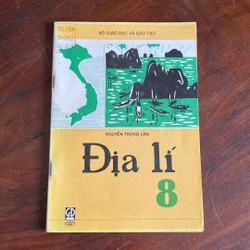 BỘ GIÁO DỤC VÀ ĐÀO TẠO
NGUYỄN TRỌNG LÂN
Địa lí
8